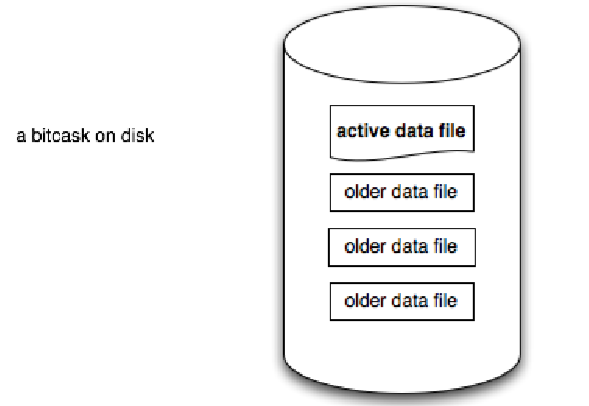 a bitcask on disk
active data file
older data file
older data file
older data file